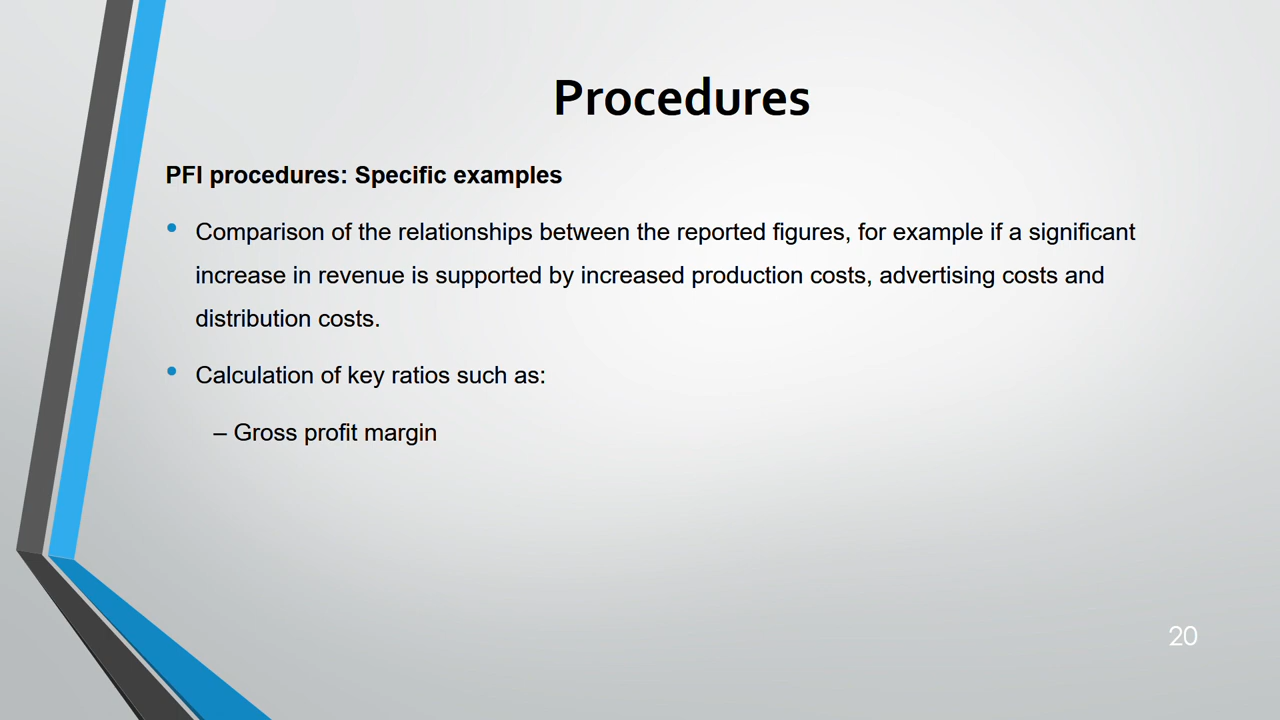 Procedures
PFI procedures: Specific examples
• Comparison of the relationships between the reported figures, for example if a significant
increase in revenue is supported by increased production costs, advertising costs and
distribution costs.
• Calculation of key ratios such as:
– Gross profit margin
20